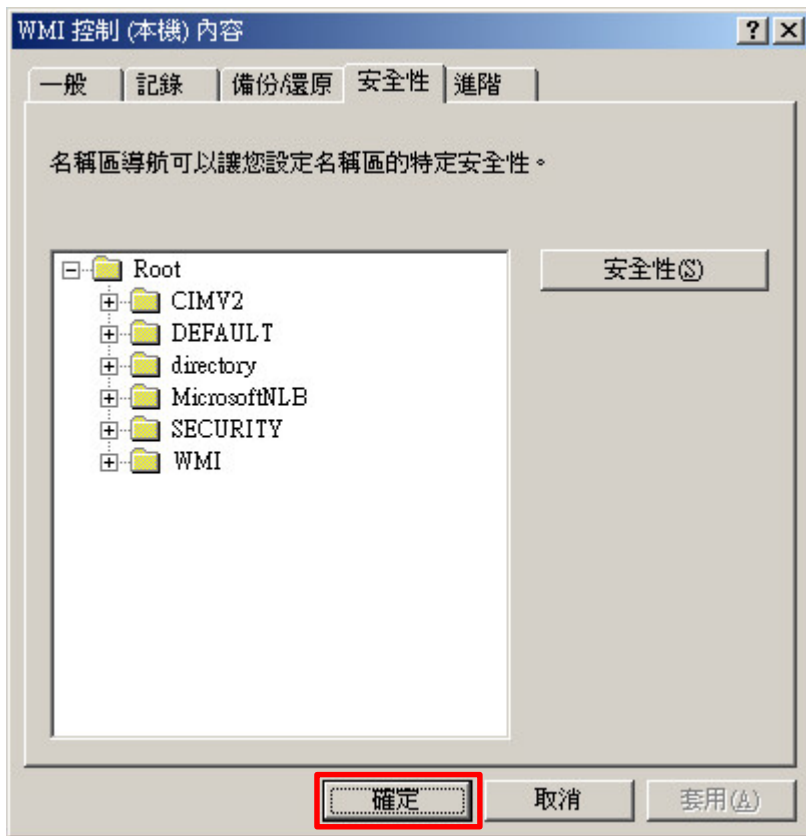 WMI 控制 (本機) 內容
一般 記錄 備份/還原 安全性 進階
名稱區導航可以讓您設定名稱區的特定安全性。
Root
安全性(S)
CIMV2
DEFAULT
directory
MicrosoftNLB
SECURITY
WMI
確定 取消 套用(A)